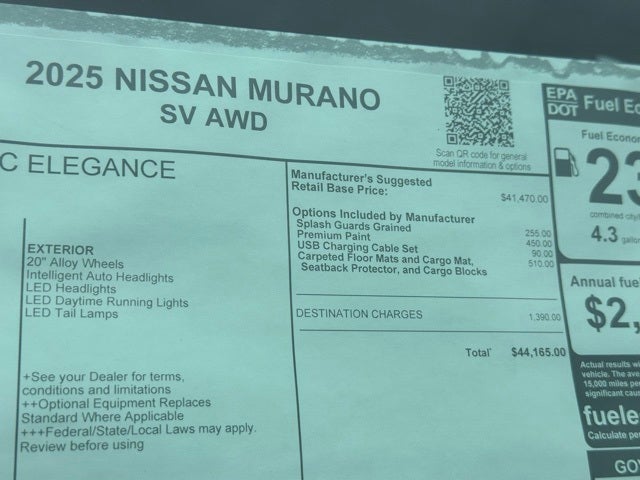 2025 NISSAN MURANO
SV AWD
Scan QR code for general
model information & options
C ELEGANCE
EXTERIOR
20" Alloy Wheels
Intelligent Auto Headlights
LED Headlights
LED Daytime Running Lights
LED Tail Lamps
+See your Dealer for terms,
conditions and limitations
++Optional Equipment Replaces
Standard Where Applicable
+++Federal/State/Local Laws may apply.
Review before using
Manufacturer's Suggested
Retail Base Price: $41,470.00
Options Included by Manufacturer
Splash Guards Grained 255.00
Premium Paint 450.00
USB Charging Cable Set 90.00
Carpeted Floor Mats and Cargo Mat, 510.00
Seatback Protector, and Cargo Blocks
DESTINATION CHARGES 1,390.00
Total* $44,165.00
EPA
DOT Fuel Ec
Fuel Econo
23
combined city/
4.3 gallo
Annual fue
$2,
Actual results wi
vehicle. The ave
15,000 miles pe
significant cau
fuele
Calculate pe
GO